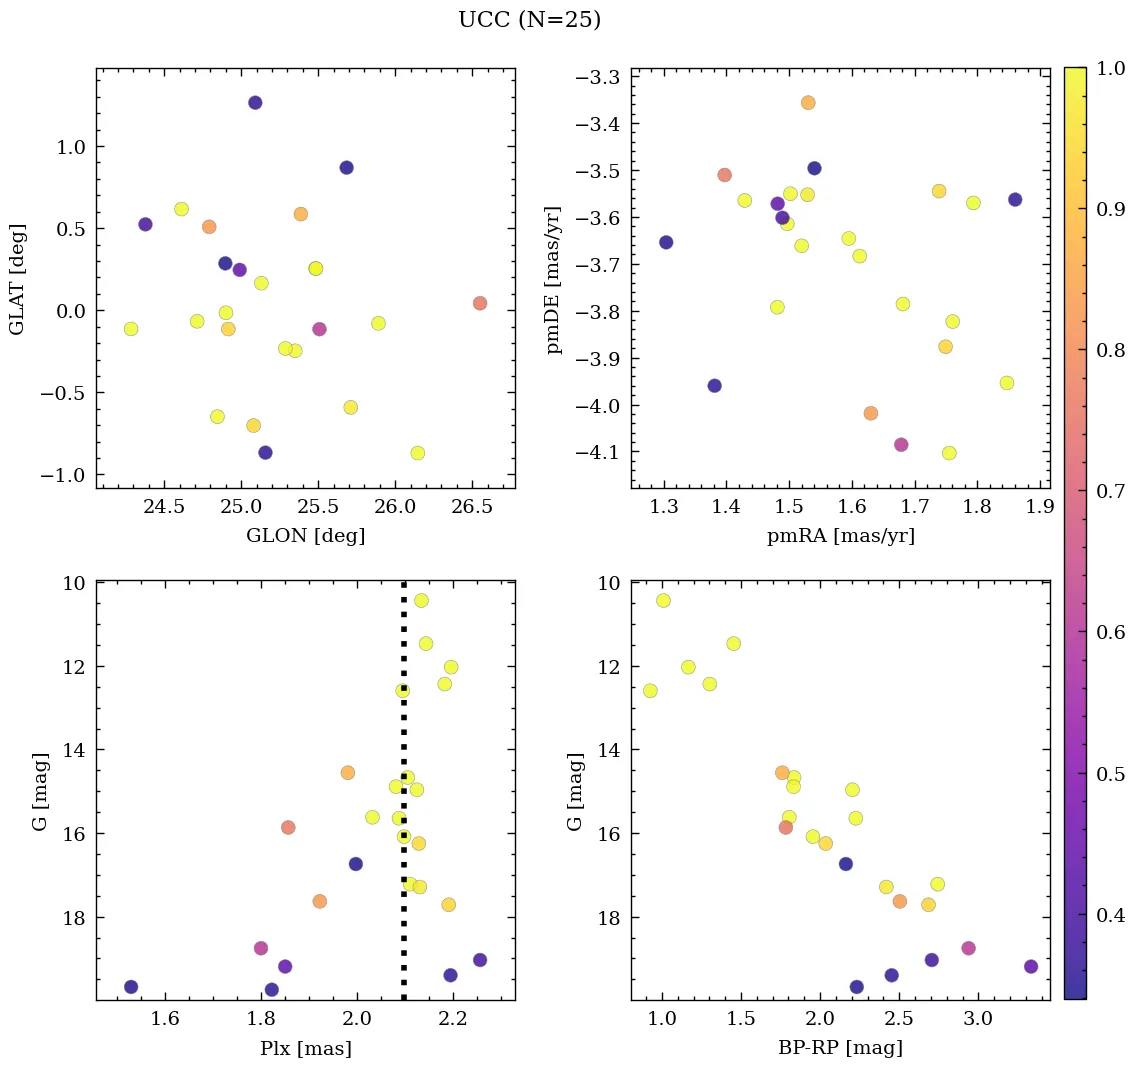 UCC (N=25)
1.0
0.5
0.0
−0.5
−1.0
GLAT [deg]
24.5 25.0 25.5 26.0 26.5
GLON [deg]
−3.3
−3.4
−3.5
−3.6
−3.7
−3.8
−3.9
−4.0
−4.1
pmDE [mas/yr]
1.3 1.4 1.5 1.6 1.7 1.8 1.9
pmRA [mas/yr]
10
12
14
16
18
G [mag]
1.6 1.8 2.0 2.2
Plx [mas]
10
12
14
16
18
G [mag]
1.0 1.5 2.0 2.5 3.0
BP-RP [mag]
1.0
0.9
0.8
0.7
0.6
0.5
0.4